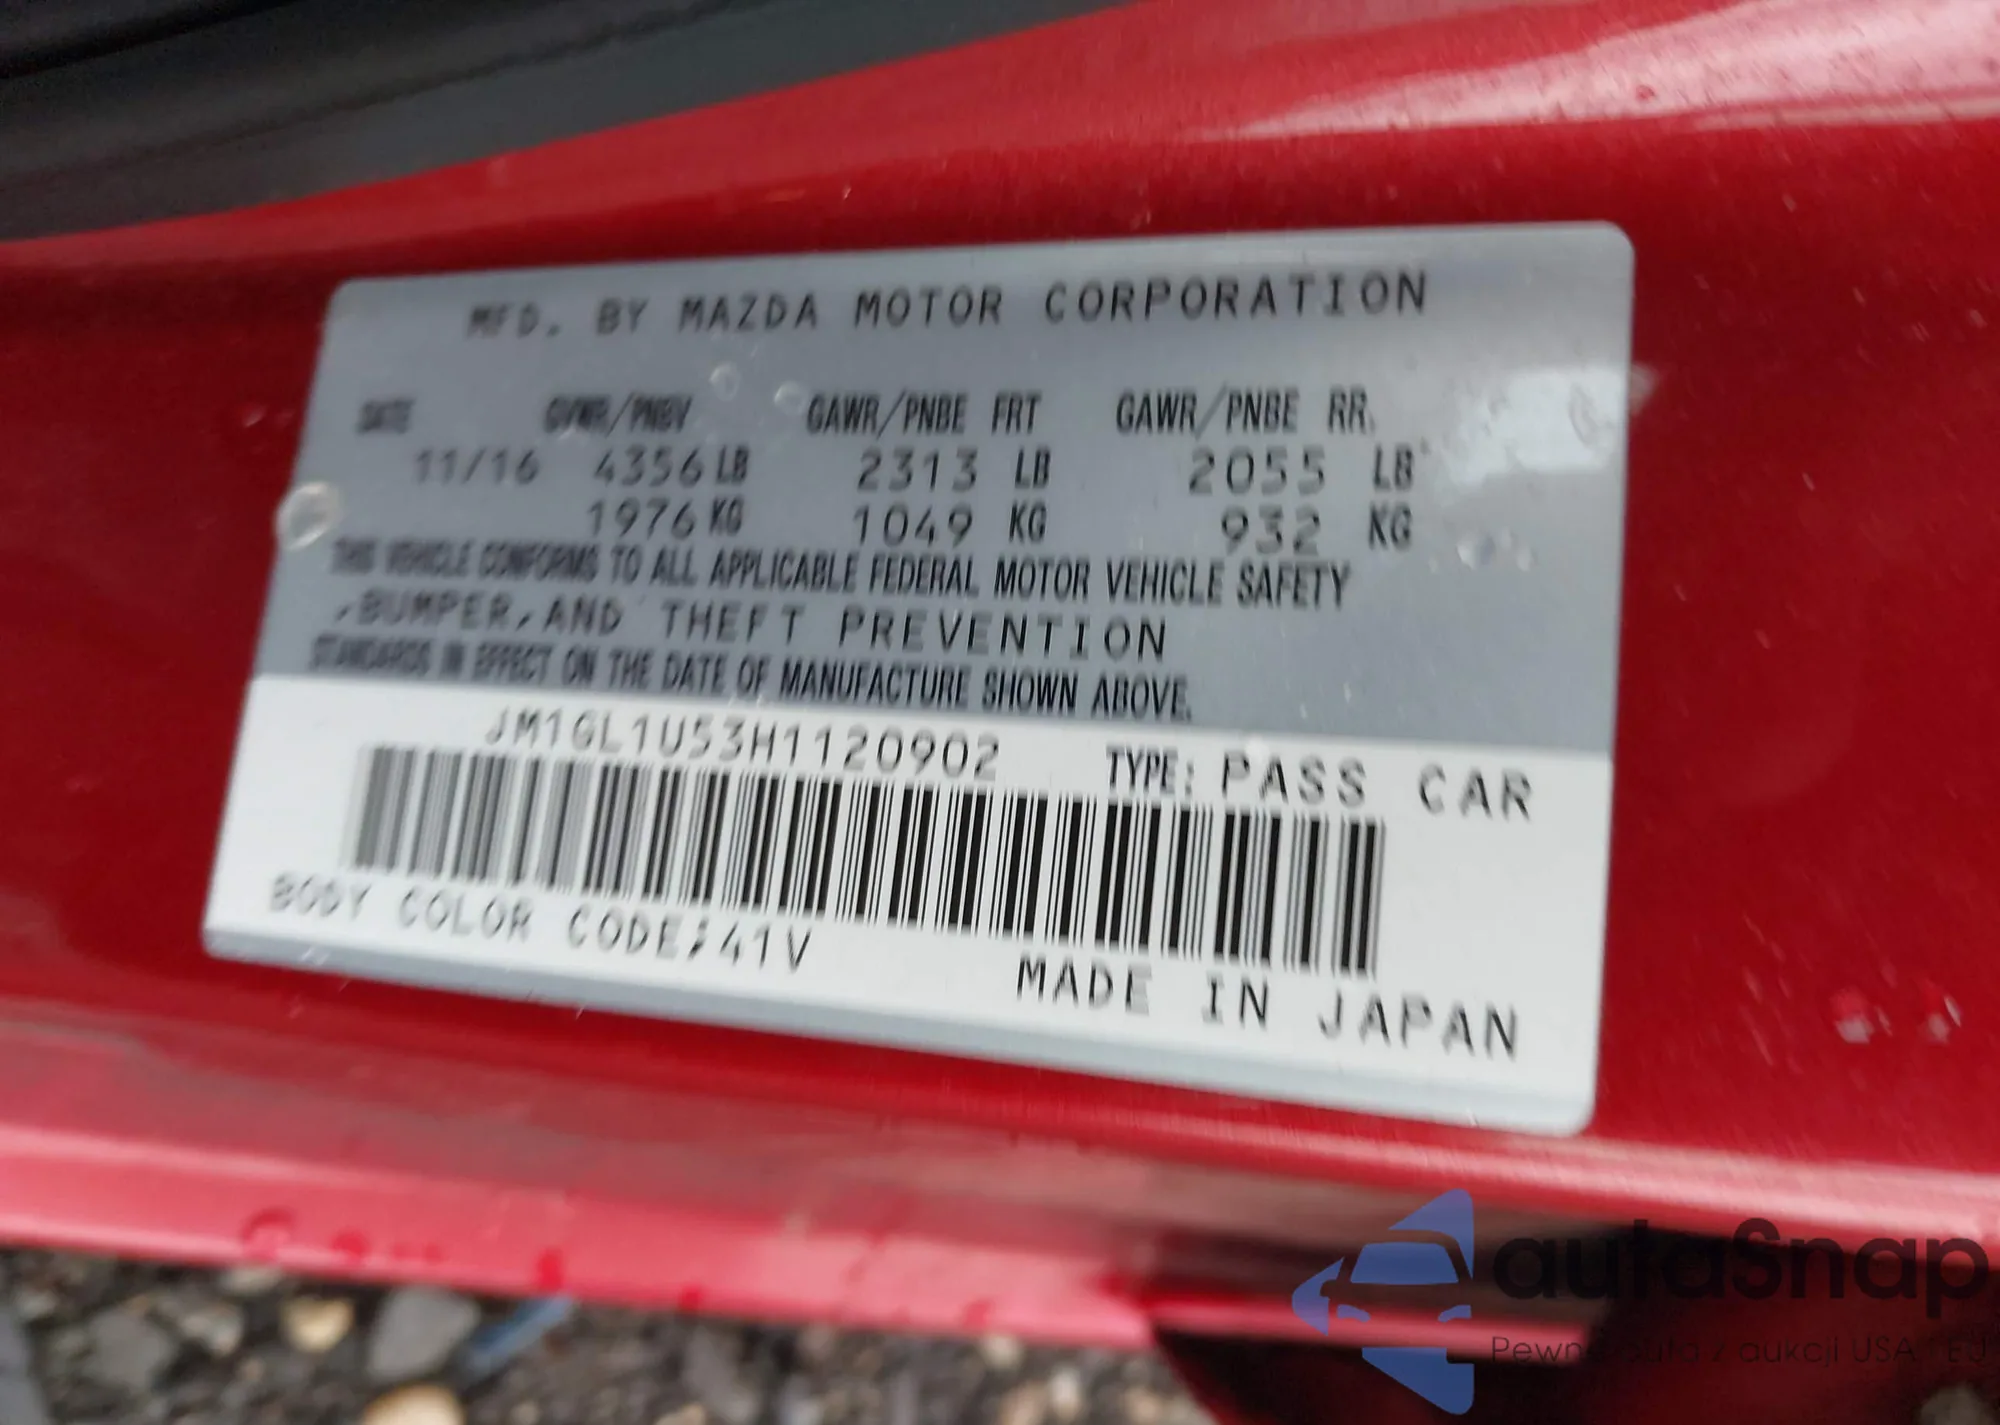 MFD. BY MAZDA MOTOR CORPORATION
DATE GVWR/PNBV GAWR/PNBE FRT GAWR/PNBE RR.
11/16 4356 LB 2313 LB 2055 LB
1976 KG 1049 KG 932 KG
THIS VEHICLE CONFORMS TO ALL APPLICABLE FEDERAL MOTOR VEHICLE SAFETY
,BUMPER,AND THEFT PREVENTION
STANDARDS IN EFFECT ON THE DATE OF MANUFACTURE SHOWN ABOVE.
JM1GL1U53H1120902 TYPE: PASS CAR
BODY COLOR CODE:41V
MADE IN JAPAN
autaSnap
z aukcji USA